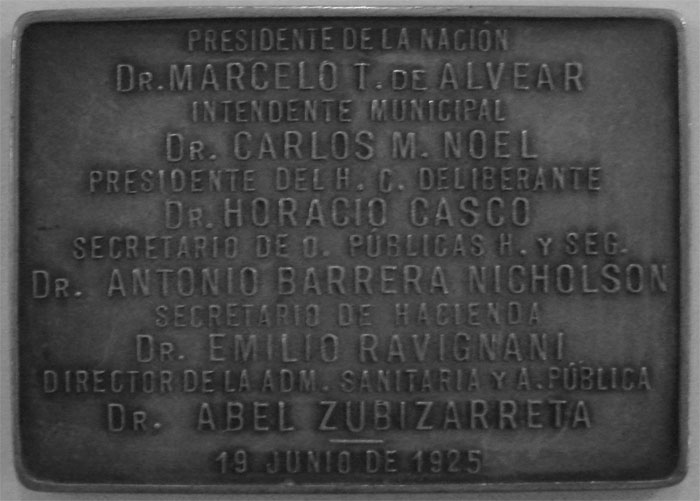 PRESIDENTE DE LA NACION
DR. MARCELO T. DE ALVEAR
INTENDENTE MUNICIPAL
DR. CARLOS M. NOEL
PRESIDENTE DEL H. C. DELIBERANTE
DR. HORACIO CASCO
SECRETARIO DE O. PÚBLICAS H. Y SEG.
DR. ANTONIO BARRERA NICHOLSON
SECRETARIO DE HACIENDA
DR. EMILIO RAVIGNANI
DIRECTOR DE LA ADM. SANITARIA Y A. PÚBLICA
DR. ABEL ZUBIZARRETA
19 JUNIO DE 1925